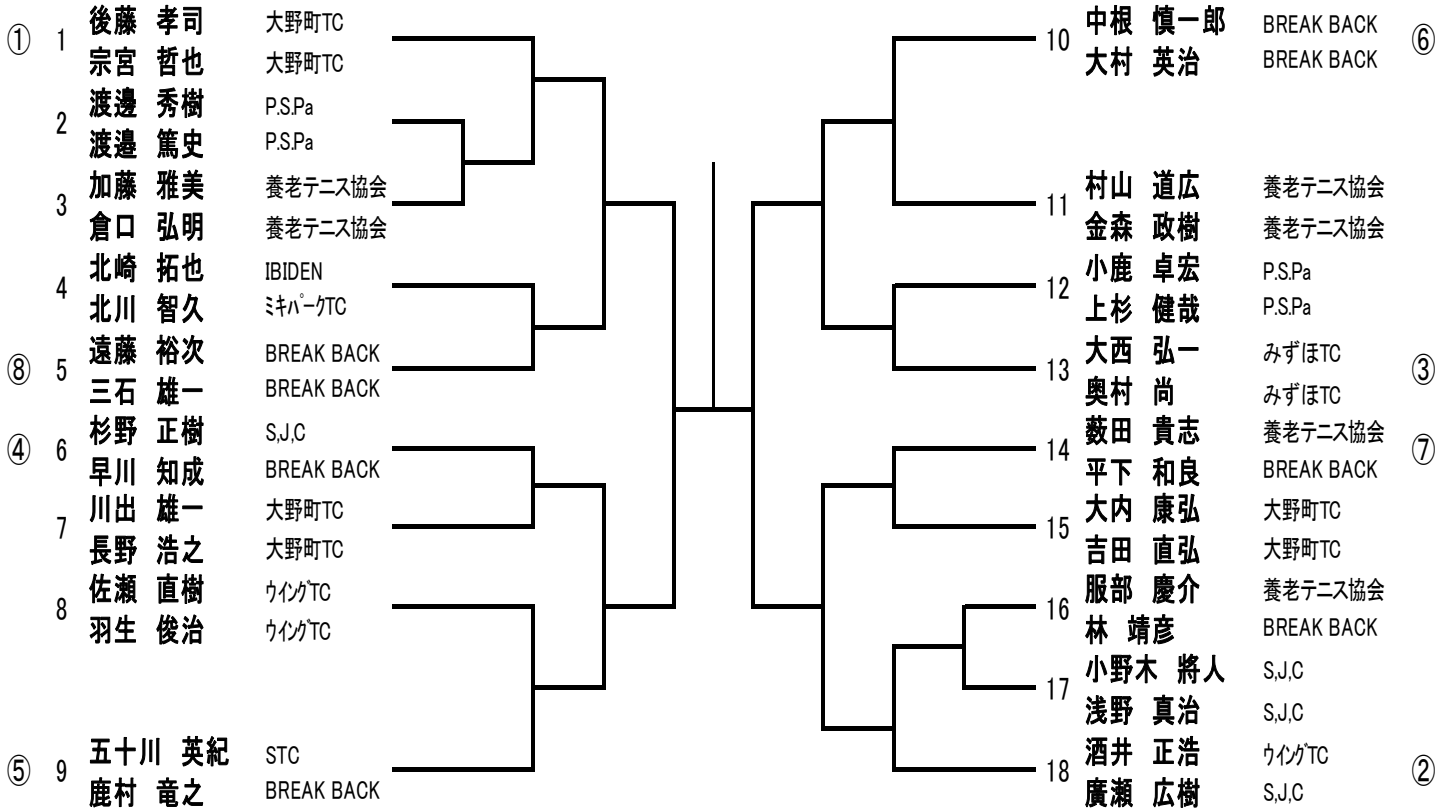 ① 1 後藤 孝司 大野町TC
宗宮 哲也 大野町TC
2 渡邊 秀樹 P.S.Pa
渡邉 篤史 P.S.Pa
3 加藤 雅美 養老テニス協会
倉口 弘明 養老テニス協会
4 北崎 拓也 IBIDEN
北川 智久 ﾐｷﾊﾟｰｸTC
⑧ 5 遠藤 裕次 BREAK BACK
三石 雄一 BREAK BACK
④ 6 杉野 正樹 S,J,C
早川 知成 BREAK BACK
7 川出 雄一 大野町TC
長野 浩之 大野町TC
8 佐瀬 直樹 ｳｲﾝｸﾞTC
羽生 俊治 ｳｲﾝｸﾞTC
⑤ 9 五十川 英紀 STC
鹿村 竜之 BREAK BACK
10 中根 慎一郎 BREAK BACK ⑥
大村 英治 BREAK BACK
11 村山 道広 養老テニス協会
金森 政樹 養老テニス協会
12 小鹿 卓宏 P.S.Pa
上杉 健哉 P.S.Pa
13 大西 弘一 みずほTC ③
奥村 尚 みずほTC
14 薮田 貴志 養老テニス協会 ⑦
平下 和良 BREAK BACK
15 大内 康弘 大野町TC
吉田 直弘 大野町TC
16 服部 慶介 養老テニス協会
林 靖彦 BREAK BACK
17 小野木 將人 S,J,C
浅野 真治 S,J,C
18 酒井 正浩 ｳｲﾝｸﾞTC ②
廣瀬 広樹 S,J,C